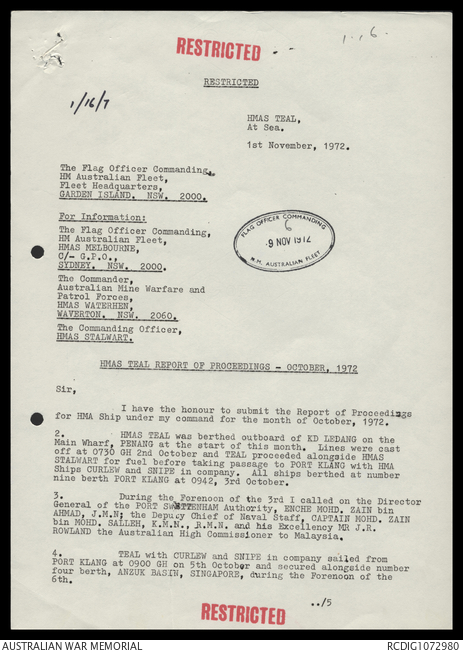 RESTRICTED
1..6.
RESTRICTED
1/16/7
HMAS TEAL,
At Sea.
1st November, 1972.
The Flag Officer Commanding,
HM Australian Fleet,
Fleet Headquarters,
GARDEN ISLAND. NSW. 2000.
For Information:
The Flag Officer Commanding,
HM Australian Fleet,
HMAS MELBOURNE,
C/- G.P.O.,
SYDNEY. NSW. 2000.
FLAG OFFICER COMMANDING
6
-9 NOV 1972
H.M. AUSTRALIAN FLEET
The Commander,
Australian Mine Warfare and
Patrol Forces,
HMAS WATERHEN,
WAVERTON. NSW. 2060.
The Commanding Officer,
HMAS STALWART.
HMAS TEAL REPORT OF PROCEEDINGS - OCTOBER, 1972
Sir,
I have the honour to submit the Report of Proceedings
for HMA Ship under my command for the month of October, 1972.
2. HMAS TEAL was berthed outboard of KD LEDANG on the
Main Wharf, PENANG at the start of this month. Lines were cast
off at 0730 GH 2nd October and TEAL proceeded alongside HMAS
STALWART for fuel before taking passage to PORT KLANG with HMA
Ships CURLEW and SNIPE in company. All ships berthed at number
nine berth PORT KLANG at 0942, 3rd October.
3. During the Forenoon of the 3rd I called on the Director
General of the PORT SWETTENHAM Authority, ENCHE MOHD. ZAIN bin
AHMAD, J.M.N; the Deputy Chief of Naval Staff, CAPTAIN MOHD. ZAIN
bin MOHD. SALLEH, K.M.N., R.M.N. and his Excellency MR J.R.
ROWLAND the Australian High Commissioner to Malaysia.
4. TEAL with CURLEW and SNIPE in company sailed from
PORT KLANG at 0900 GH on 5th October and secured alongside number
four berth, ANZUK BASIN, SINGAPORE, during the Forenoon of the
6th.
../5
RESTRICTED
AUSTRALIAN WAR MEMORIAL
RCDIG1072980